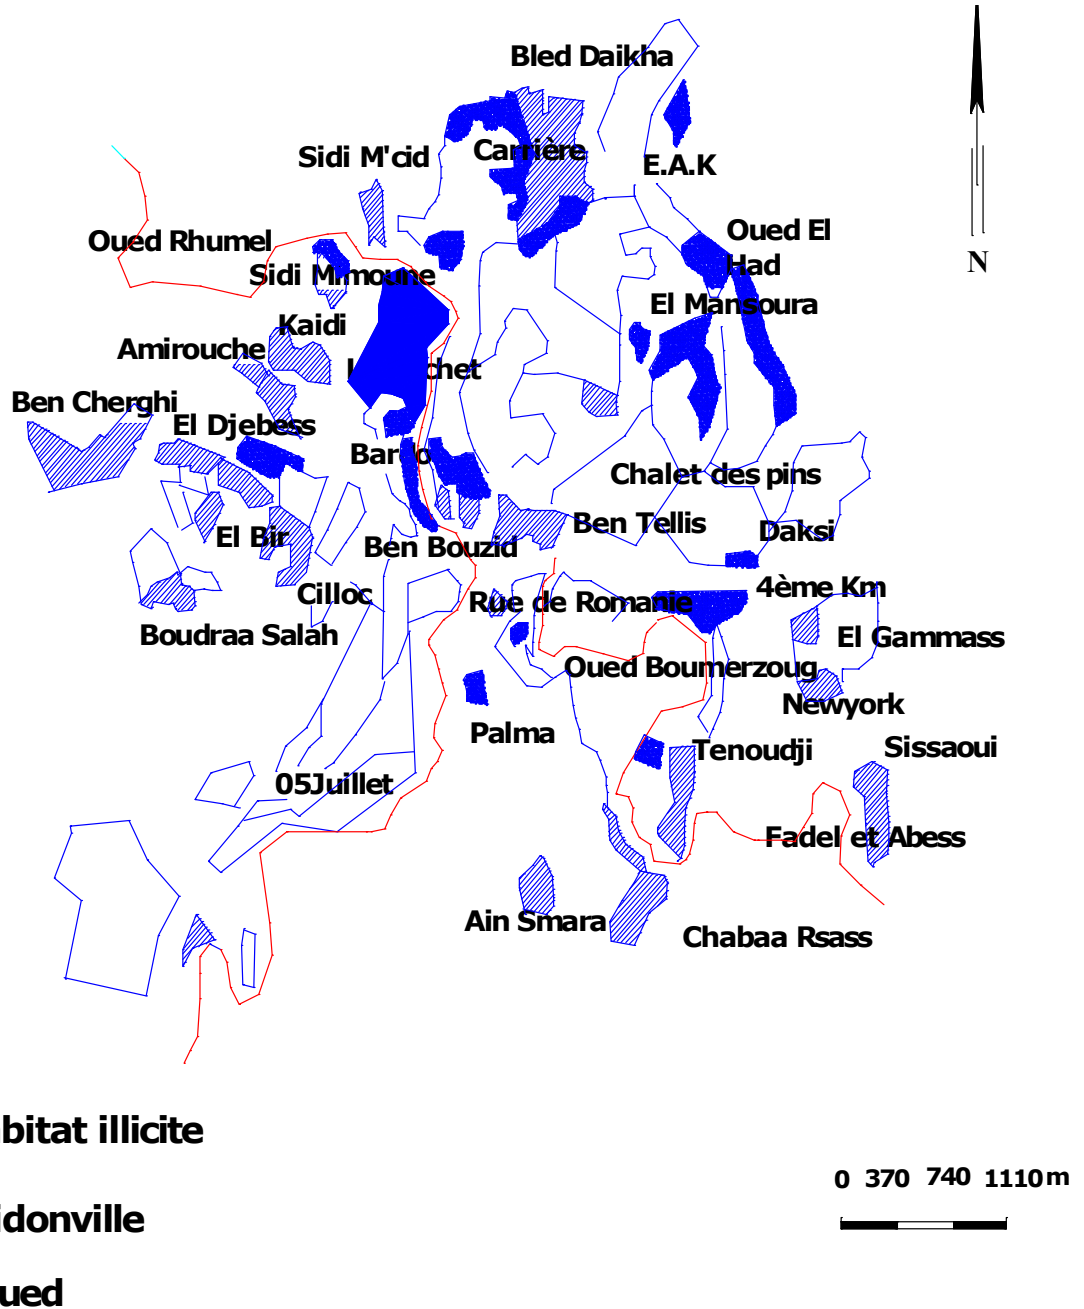 Bled Daikha
Sidi M'cid
Carrière
E.A.K
Oued Rhumel
Oued El
Had
N
Sidi Mimoune
El Mansoura
Kaidi
Amirouche
Ben Cherghi
El Djebess
Bardo
Chalet des pins
El Bir
Ben Tellis
Daksi
Ben Bouzid
Cilloc
Rue de Romanie
4ème Km
Boudraa Salah
El Gammass
Oued Boumerzoug
Newyork
Palma
Tenoudji
Sissaoui
05Juillet
Fadel et Abess
Ain Smara
Chabaa Rsass
bitat illicite
0 370 740 1110 m
idonville
ued